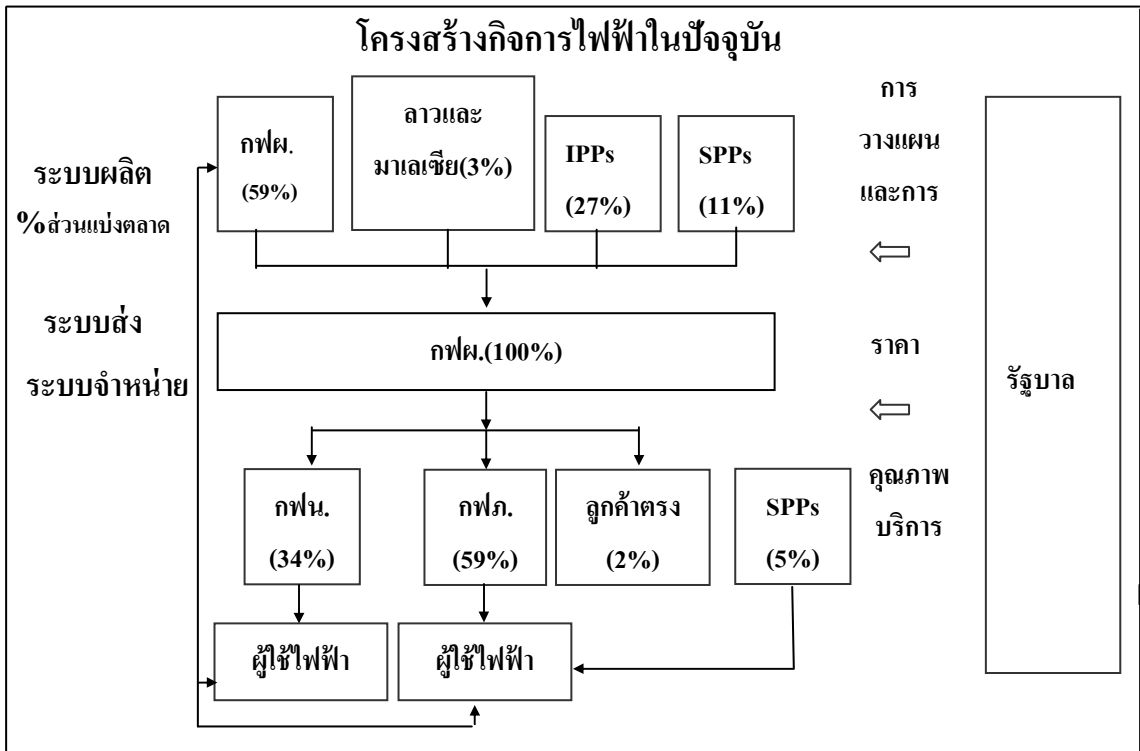 โครงสร้างกิจการไฟฟ้าในปัจจุบัน
ระบบผลิต
%ส่วนแบ่งตลาด
กฟผ.
(59%)
ลาวและ
มาเลเซีย(3%)
IPPs
(27%)
SPPs
(11%)
การ
วางแผน
และการ
ระบบส่ง
กฟผ.(100%)
ราคา
รัฐบาล
ระบบจำหน่าย
กฟน.
(34%)
กฟภ.
(59%)
ลูกค้าตรง
(2%)
SPPs
(5%)
คุณภาพ
บริการ
ผู้ใช้ไฟฟ้า
ผู้ใช้ไฟฟ้า